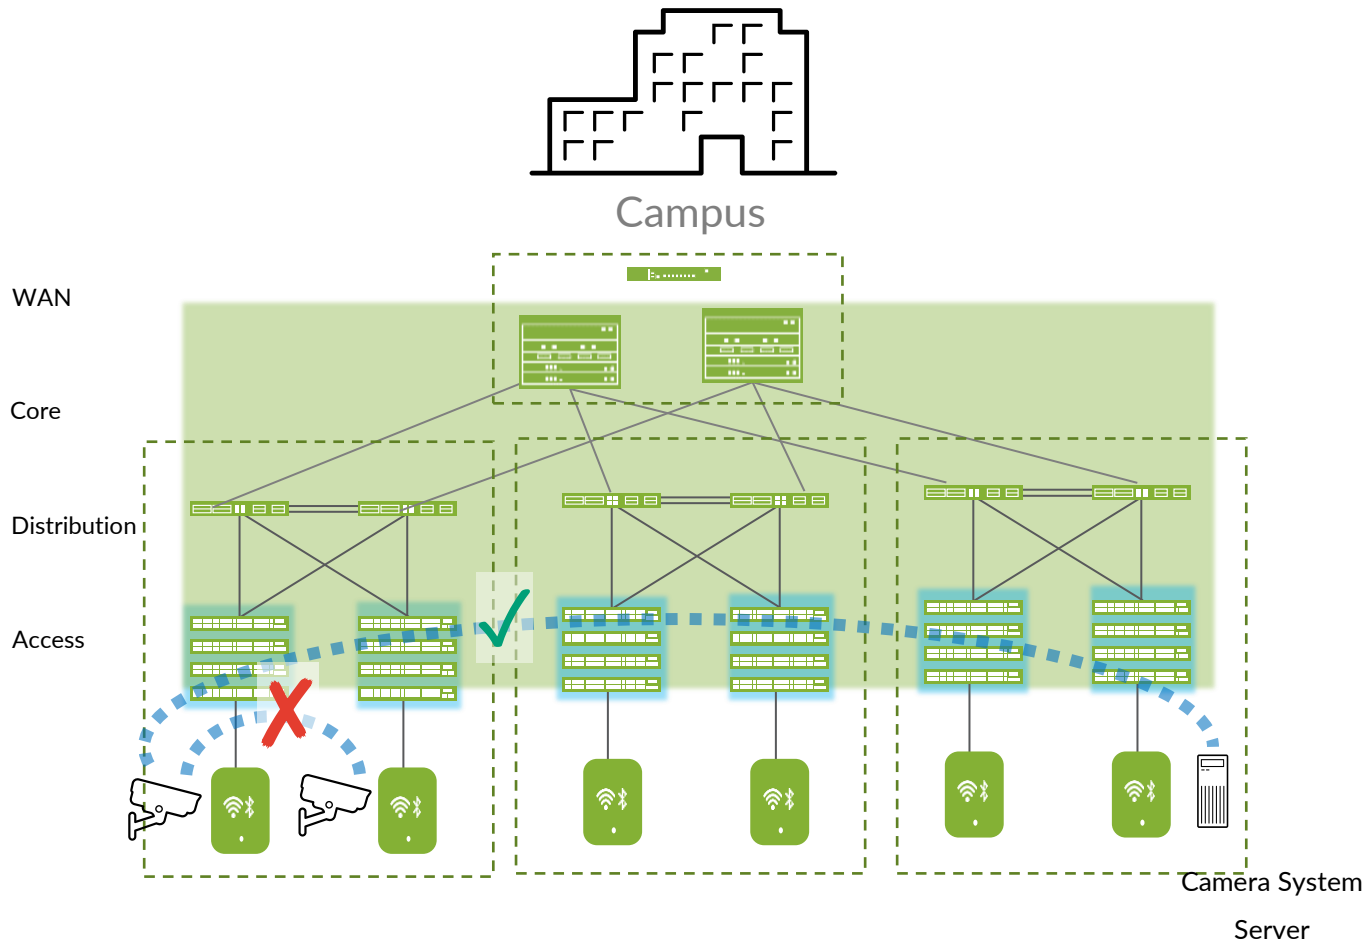 Campus
WAN
Core
Distribution
Access
Camera System
Server